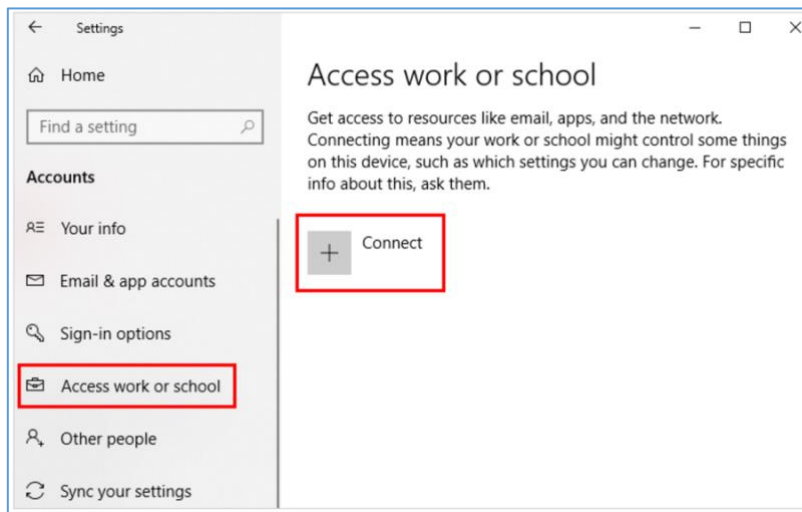 Settings
Home
Find a setting
Accounts
Your info
Email & app accounts
Sign-in options
Access work or school
Other people
Sync your settings
Access work or school
Get access to resources like email, apps, and the network.
Connecting means your work or school might control some things
on this device, such as which settings you can change. For specific
info about this, ask them.
Connect